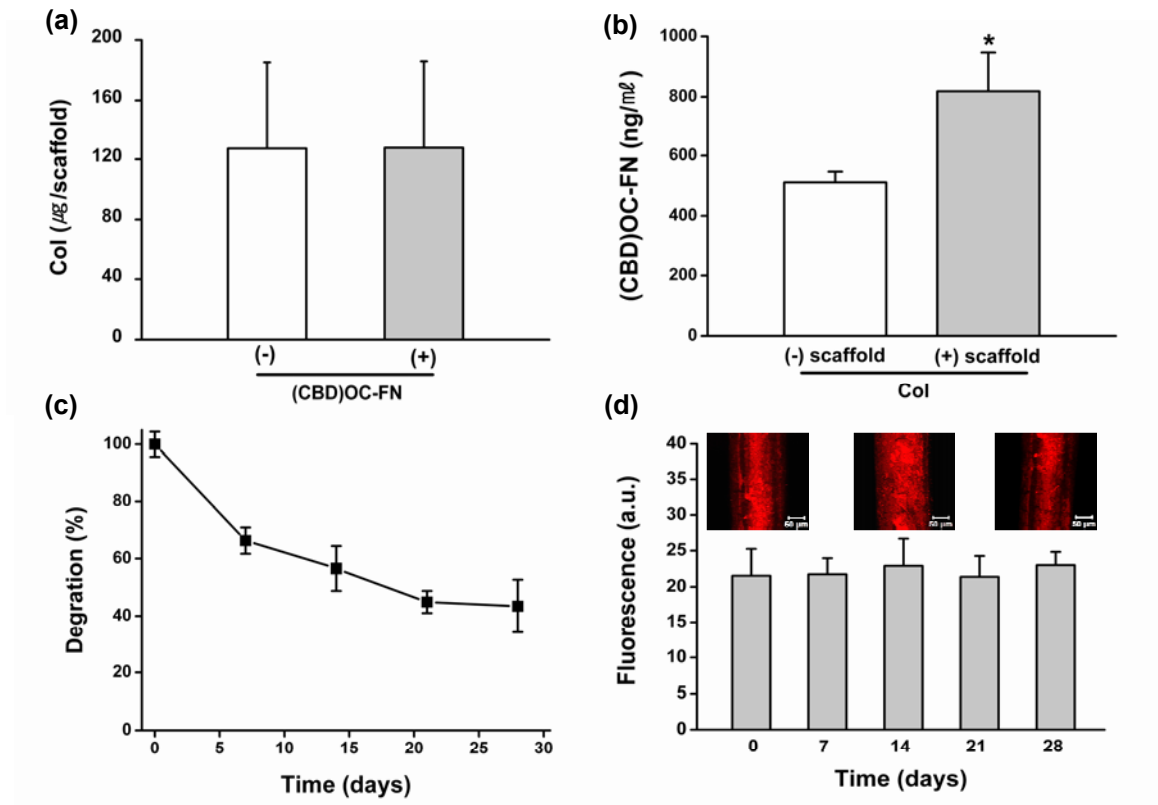 (a)
200
160
120
80
40
0
Col (㎍/scaffold)
(-) (+)
(CBD)OC-FN
(b)
1000
800
600
400
200
0
(CBD)OC-FN (ng/㎖)
*
(-) scaffold (+) scaffold
Col
(c)
100
80
60
40
20
0
Degration (%)
0 5 10 15 20 25 30
Time (days)
(d)
40
35
30
25
20
15
10
5
0
Fluorescence (a.u.)
50 μm 50 μm 50 μm
0 7 14 21 28
Time (days)